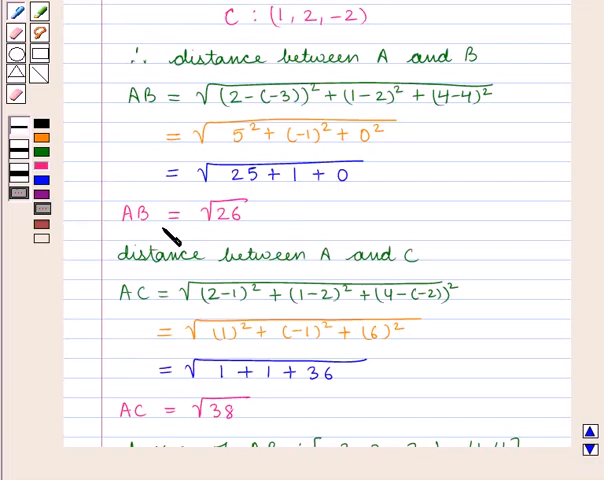 C : (1, 2, -2)
∴ distance between A and B
AB = √(2-(-3))² + (1-2)² + (4-4)²
= √5² + (-1)² + 0²
= √25 + 1 + 0
AB = √26
distance between A and C
AC = √(2-1)² + (1-2)² + (4-(-2))²
= √(1)² + (-1)² + (6)²
= √1 + 1 + 36
AC = √38